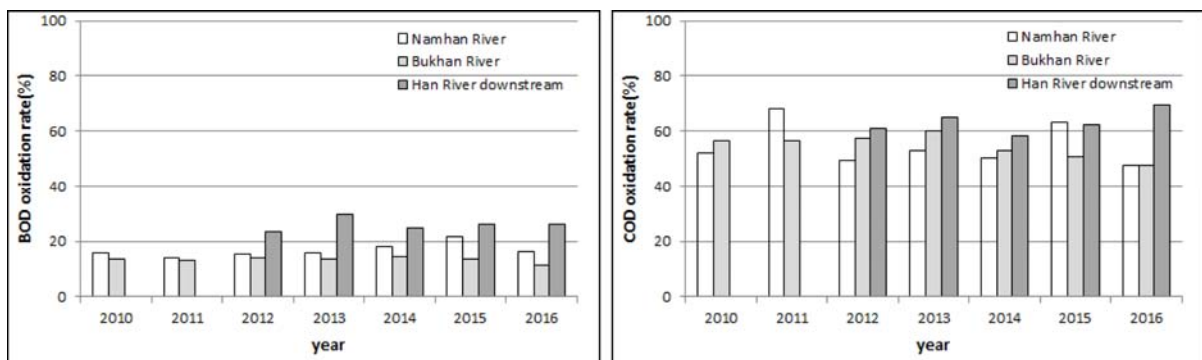 BOD oxidation rate(%)
100
80
60
40
20
0
Namhan River
Bukhan River
Han River downstream
2010 2011 2012 2013 2014 2015 2016
year
COD oxidation rate(%)
100
80
60
40
20
0
Namhan River
Bukhan River
Han River downstream
2010 2011 2012 2013 2014 2015 2016
year